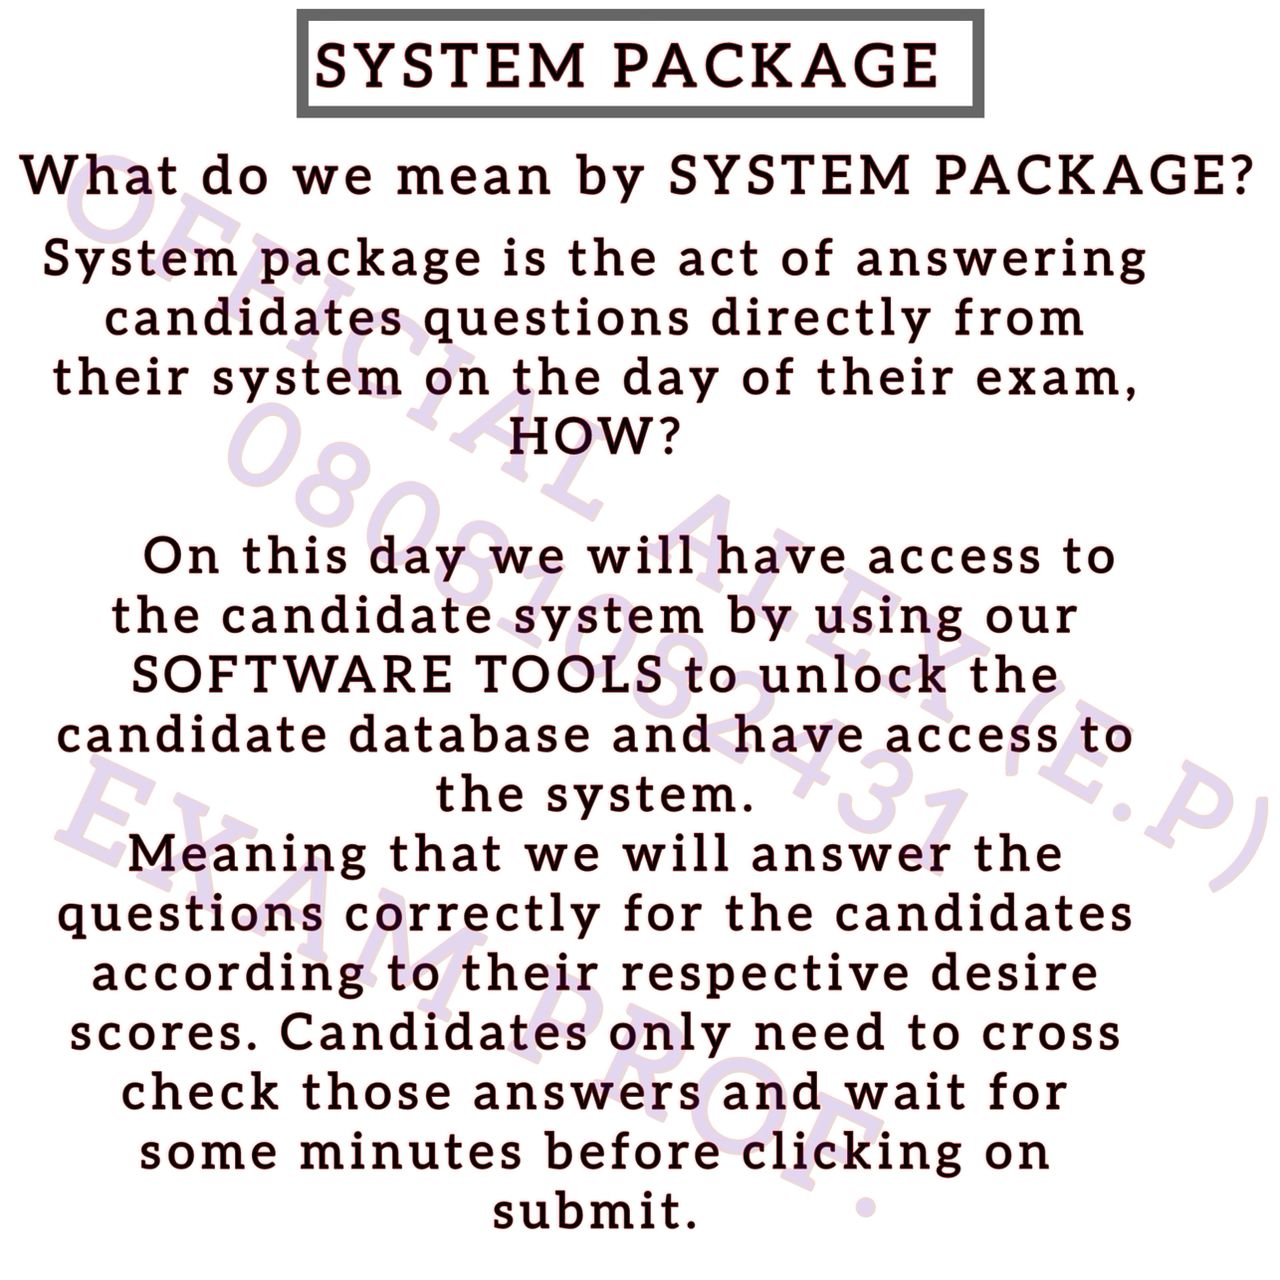 SYSTEM PACKAGE
What do we mean by SYSTEM PACKAGE?
System package is the act of answering
candidates questions directly from
their system on the day of their exam,
HOW?
On this day we will have access to
the candidate system by using our
SOFTWARE TOOLS to unlock the
candidate database and have access to
the system.
Meaning that we will answer the
questions correctly for the candidates
according to their respective desire
scores. Candidates only need to cross
check those answers and wait for
some minutes before clicking on
submit.
OFFICIAL ALEX (E.P)
08081082431
EXAM PROF.